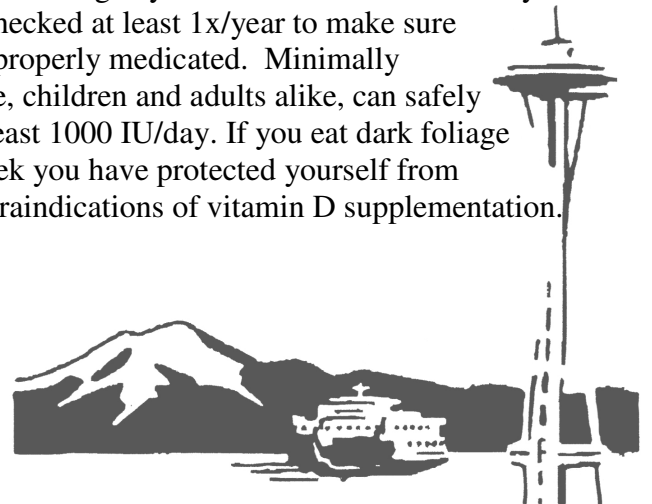 hecked at least 1x/year to make sure
properly medicated.  Minimally
e, children and adults alike, can safely
east 1000 IU/day. If you eat dark foliage
ek you have protected yourself from
raindications of vitamin D supplementation.